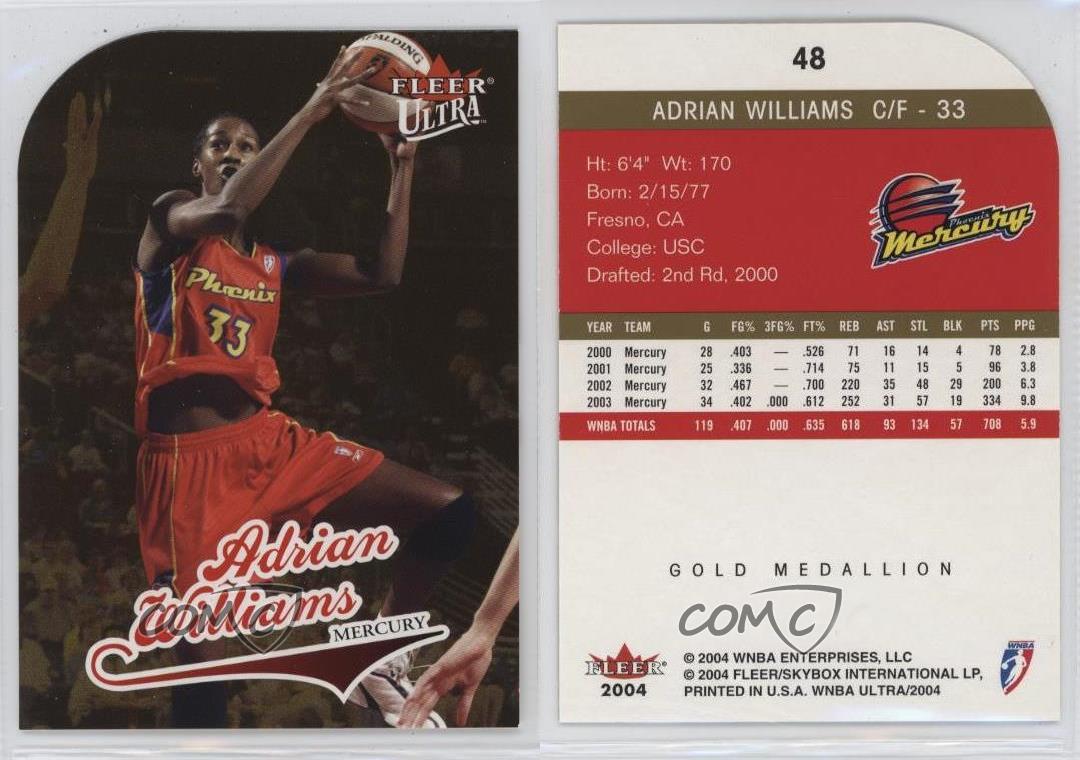 SPALDING
FLEER®
ULTRA™
Phoenix
33
Adrian
Williams
MERCURY
COMC
48
ADRIAN WILLIAMS C/F - 33
Ht: 6'4" Wt: 170
Born: 2/15/77
Fresno, CA
College: USC
Drafted: 2nd Rd, 2000
Phoenix
Mercury
YEAR TEAM G FG% 3FG% FT% REB AST STL BLK PTS PPG
2000 Mercury 28 .403 — .526 71 16 14 4 78 2.8
2001 Mercury 25 .336 — .714 75 11 15 5 96 3.8
2002 Mercury 32 .467 — .700 220 35 48 29 200 6.3
2003 Mercury 34 .402 .000 .612 252 31 57 19 334 9.8
WNBA TOTALS 119 .407 .000 .635 618 93 134 57 708 5.9
GOLD MEDALLION
COMC
FLEER®
2004
© 2004 WNBA ENTERPRISES, LLC
© 2004 FLEER/SKYBOX INTERNATIONAL LP,
PRINTED IN U.S.A. WNBA ULTRA/2004
WNBA